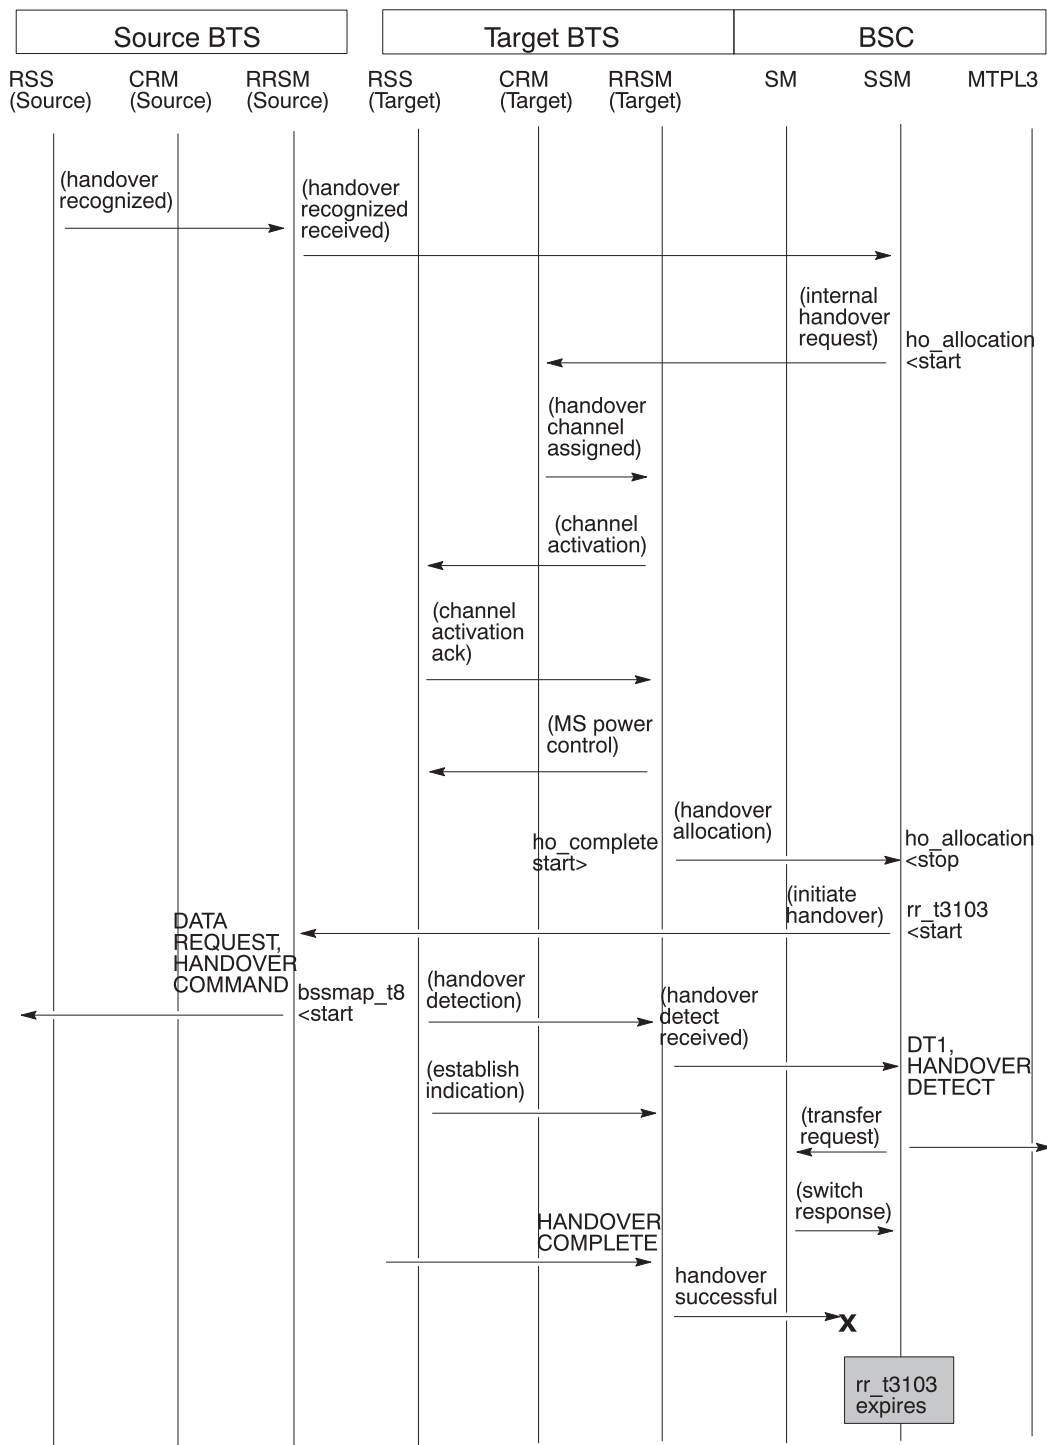 Source BTS
Target BTS
BSC
RSS
(Source)
CRM
(Source)
RRSM
(Source)
RSS
(Target)
CRM
(Target)
RRSM
(Target)
SM
SSM
MTPL3
(handover
recognized)
(handover
recognized
received)
(internal
handover
request)
ho_allocation
<start
(handover
channel
assigned)
(channel
activation)
(channel
activation
ack)
(MS power
control)
(handover
allocation)
ho_complete
start>
ho_allocation
<stop
(initiate
handover)
rr_t3103
<start
DATA
REQUEST,
HANDOVER
COMMAND
bssmap_t8
<start
(handover
detection)
(handover
detect
received)
DT1,
HANDOVER
DETECT
(establish
indication)
(transfer
request)
(switch
response)
HANDOVER
COMPLETE
handover
successful
X
rr_t3103
expires